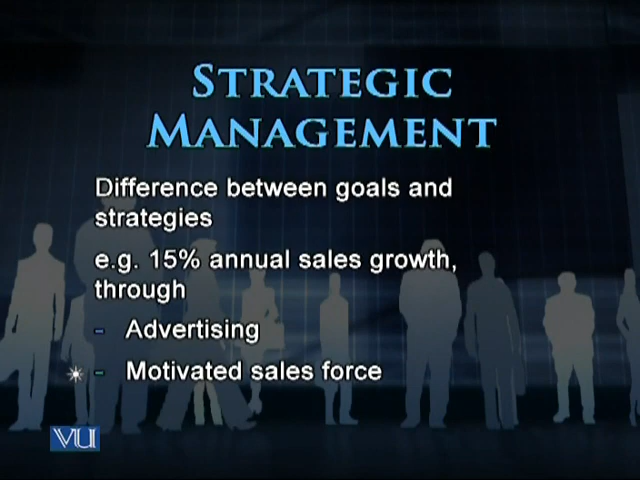 STRATEGIC
MANAGEMENT
Difference between goals and
strategies
e.g. 15% annual sales growth,
through
- Advertising
- Motivated sales force
VU